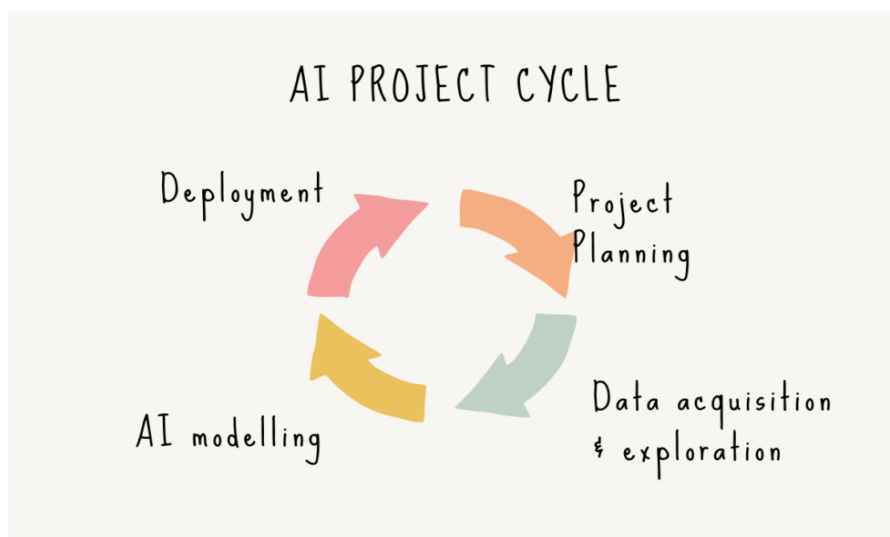 AI PROJECT CYCLE
Deployment
Project
Planning
AI modelling
Data acquisition
& exploration